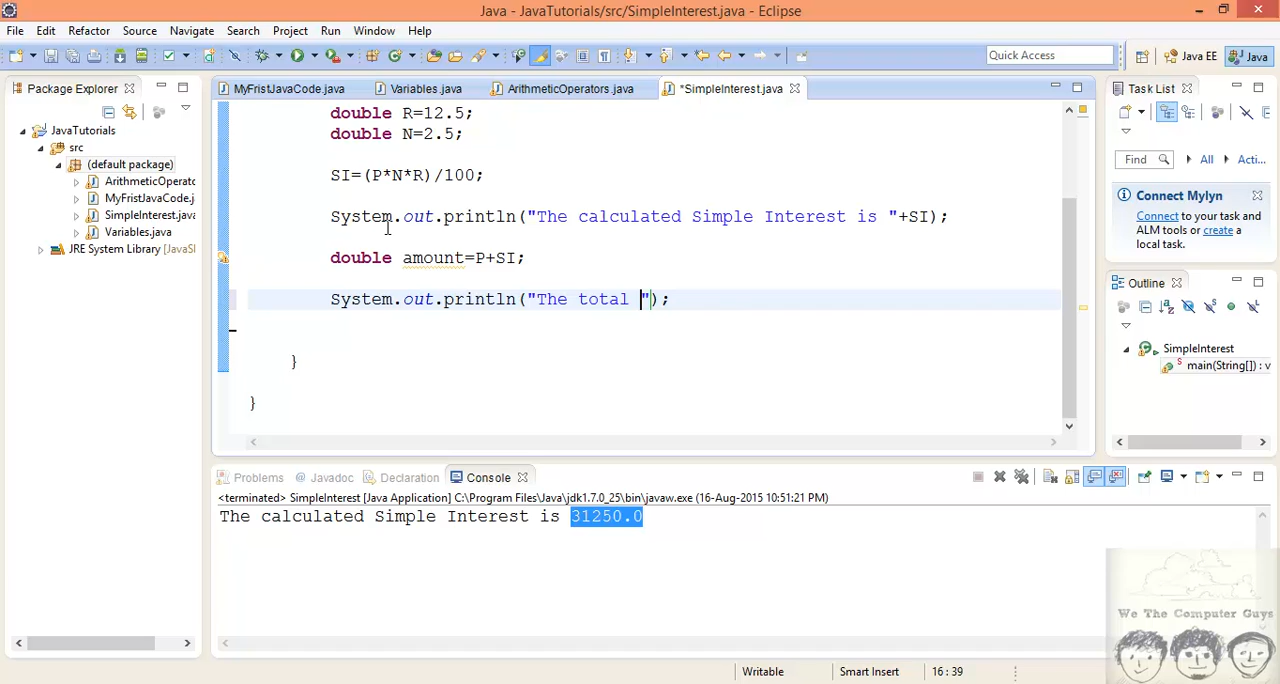 Java - JavaTutorials/src/SimpleInterest.java - Eclipse
File Edit Refactor Source Navigate Search Project Run Window Help
Quick Access
Java EE
Java
Package Explorer
MyFristJavaCode.java
Variables.java
ArithmeticOperators.java
*SimpleInterest.java
Task List
JavaTutorials
src
(default package)
ArithmeticOperato
MyFristJavaCode.j
SimpleInterest.java
Variables.java
JRE System Library [JavaS
double R=12.5;
double N=2.5;
SI=(P*N*R)/100;
System.out.println("The calculated Simple Interest is "+SI);
double amount=P+SI;
System.out.println("The total ");
}
}
Find
All
Acti...
Connect Mylyn
Connect to your task and
ALM tools or create a
local task.
Outline
SimpleInterest
main(String[]) : v
Problems
@ Javadoc
Declaration
Console
<terminated> SimpleInterest [Java Application] C:\Program Files\Java\jdk1.7.0_25\bin\javaw.exe (16-Aug-2015 10:51:21 PM)
The calculated Simple Interest is 31250.0
We The Computer Guys
Writable
Smart Insert
16 : 39